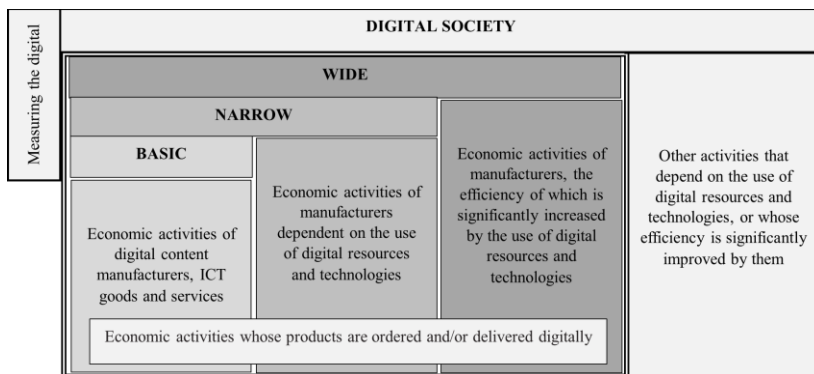 Measuring the digital
DIGITAL SOCIETY
WIDE
NARROW
BASIC
Economic activities of
digital content
manufacturers, ICT
goods and services
Economic activities of
manufacturers
dependent on the use
of digital resources
and technologies
Economic activities of
manufacturers, the
efficiency of which is
significantly increased
by the use of digital
resources and
technologies
Other activities that
depend on the use of
digital resources and
technologies, or whose
efficiency is significantly
improved by them
Economic activities whose products are ordered and/or delivered digitally